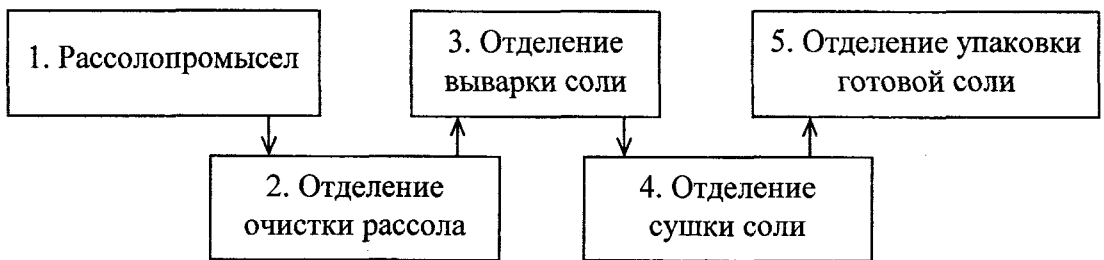 1. Рассолопромысел
2. Отделение
очистки рассола
3. Отделение
выварки соли
4. Отделение
сушки соли
5. Отделение упаковки
готовой соли